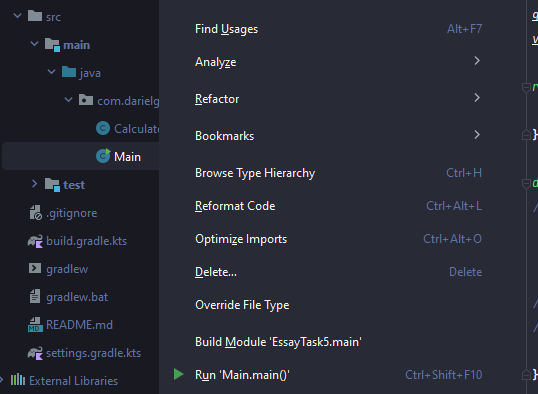 src
main
java
com.darielg
Calculate
Main
test
.gitignore
build.gradle.kts
gradlew
gradlew.bat
README.md
settings.gradle.kts
External Libraries
Find Usages Alt+F7
Analyze
Refactor
Bookmarks
Browse Type Hierarchy Ctrl+H
Reformat Code Ctrl+Alt+L
Optimize Imports Ctrl+Alt+O
Delete... Delete
Override File Type
Build Module 'EssayTask5.main'
Run 'Main.main()' Ctrl+Shift+F10